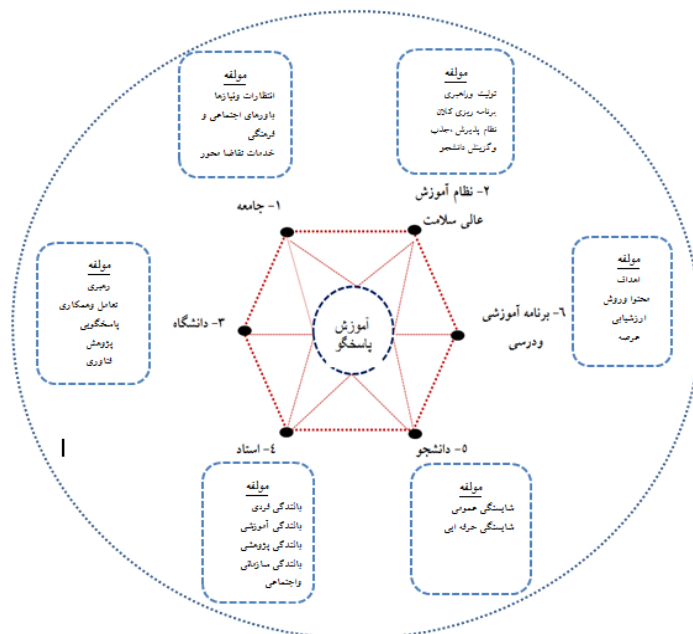 مولفه
تولیت وراهبری
برنامه ریزی کلان
نظام پذیرش ،جذب
وگزینش دانشجو
مولفه
انتظارات ونیازها
باورهای اجتماعی و
فرهنگی
خدمات تقاضا محور
۲- نظام آموزش
عالی سلامت
۱- جامعه
مولفه
اهداف
محتوا وروش
ارزشیابی
عرصه
۶- برنامه آموزشی
ودرسی
آموزش
پاسخگو
۳- دانشگاه
مولفه
رهبری
تعامل وهمکاری
پاسخگویی
پژوهش
فناوری
۵- دانشجو
۴- استاد
مولفه
شایستگی عمومی
شایستگی حرفه ایی
مولفه
بالندگی فردی
بالندگی آموزشی
بالندگی پژوهشی
بالندگی سازمانی
واجتماعی